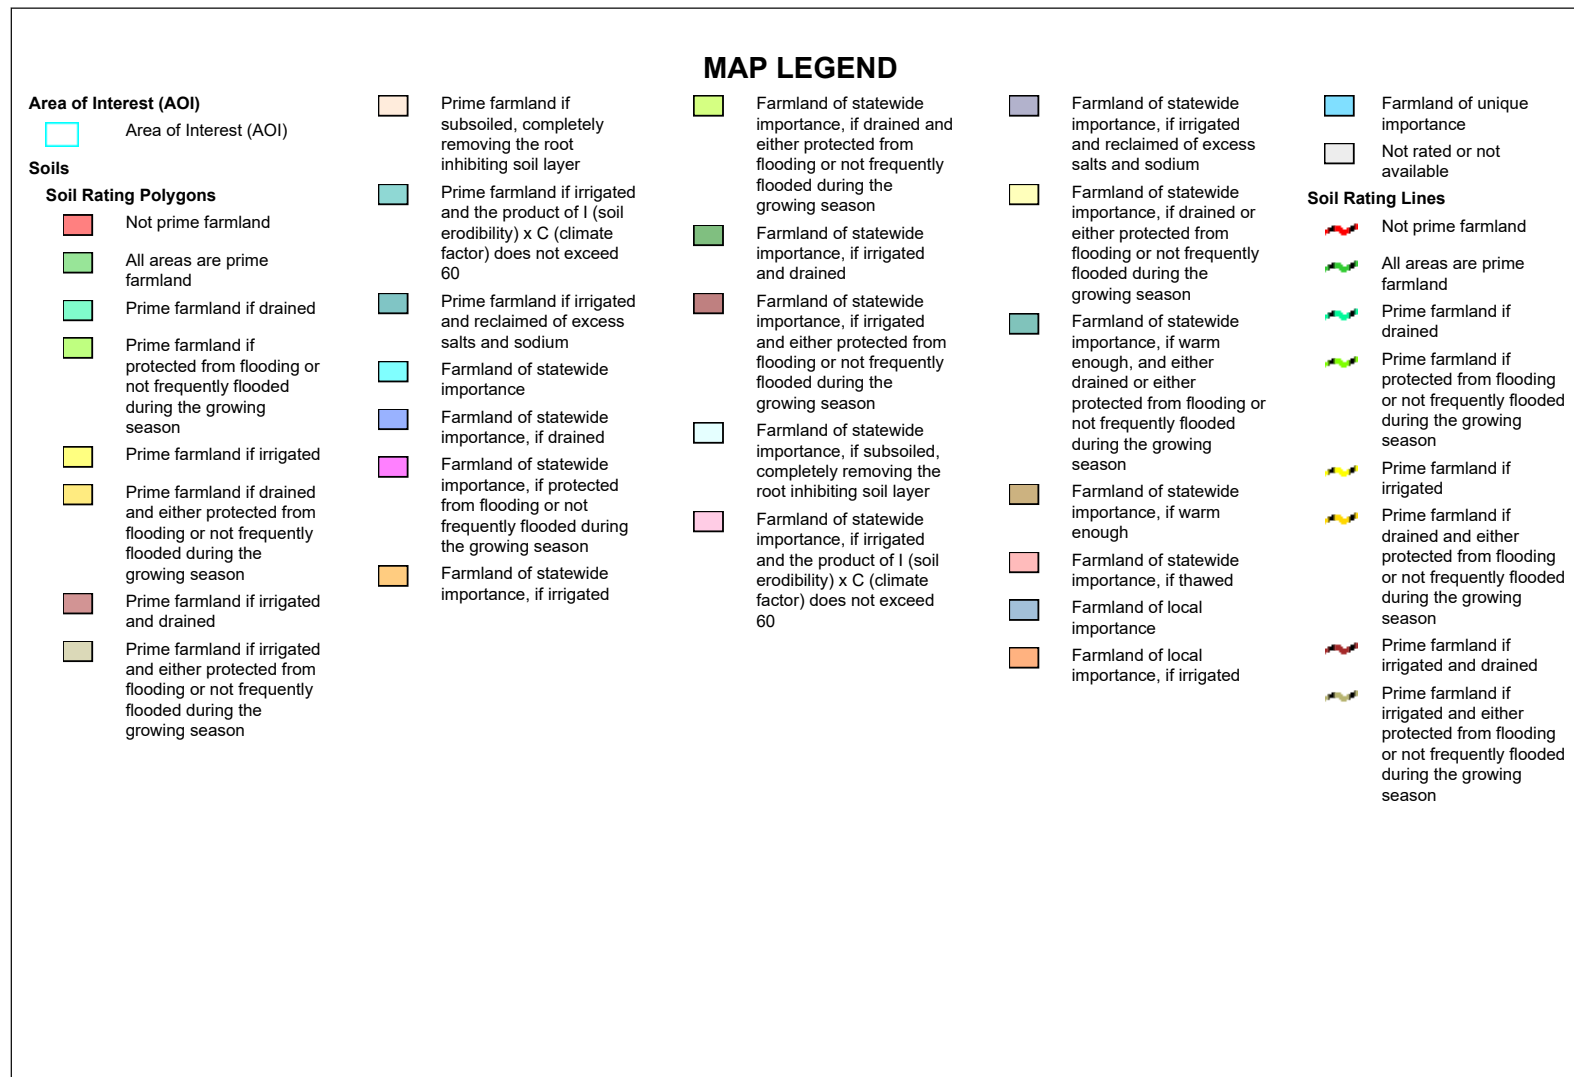 MAP LEGEND
Area of Interest (AOI)
Area of Interest (AOI)
Soils
Soil Rating Polygons
Not prime farmland
All areas are prime
farmland
Prime farmland if drained
Prime farmland if
protected from flooding or
not frequently flooded
during the growing
season
Prime farmland if irrigated
Prime farmland if drained
and either protected from
flooding or not frequently
flooded during the
growing season
Prime farmland if irrigated
and drained
Prime farmland if irrigated
and either protected from
flooding or not frequently
flooded during the
growing season
Prime farmland if
subsoiled, completely
removing the root
inhibiting soil layer
Prime farmland if irrigated
and the product of I (soil
erodibility) x C (climate
factor) does not exceed
60
Prime farmland if irrigated
and reclaimed of excess
salts and sodium
Farmland of statewide
importance
Farmland of statewide
importance, if drained
Farmland of statewide
importance, if protected
from flooding or not
frequently flooded during
the growing season
Farmland of statewide
importance, if irrigated
Farmland of statewide
importance, if drained and
either protected from
flooding or not frequently
flooded during the
growing season
Farmland of statewide
importance, if irrigated
and drained
Farmland of statewide
importance, if irrigated
and either protected from
flooding or not frequently
flooded during the
growing season
Farmland of statewide
importance, if subsoiled,
completely removing the
root inhibiting soil layer
Farmland of statewide
importance, if irrigated
and the product of I (soil
erodibility) x C (climate
factor) does not exceed
60
Farmland of statewide
importance, if irrigated
and reclaimed of excess
salts and sodium
Farmland of statewide
importance, if drained or
either protected from
flooding or not frequently
flooded during the
growing season
Farmland of statewide
importance, if warm
enough, and either
drained or either
protected from flooding or
not frequently flooded
during the growing
season
Farmland of statewide
importance, if warm
enough
Farmland of statewide
importance, if thawed
Farmland of local
importance
Farmland of local
importance, if irrigated
Farmland of unique
importance
Not rated or not
available
Soil Rating Lines
Not prime farmland
All areas are prime
farmland
Prime farmland if
drained
Prime farmland if
protected from flooding
or not frequently flooded
during the growing
season
Prime farmland if
irrigated
Prime farmland if
drained and either
protected from flooding
or not frequently flooded
during the growing
season
Prime farmland if
irrigated and drained
Prime farmland if
irrigated and either
protected from flooding
or not frequently flooded
during the growing
season